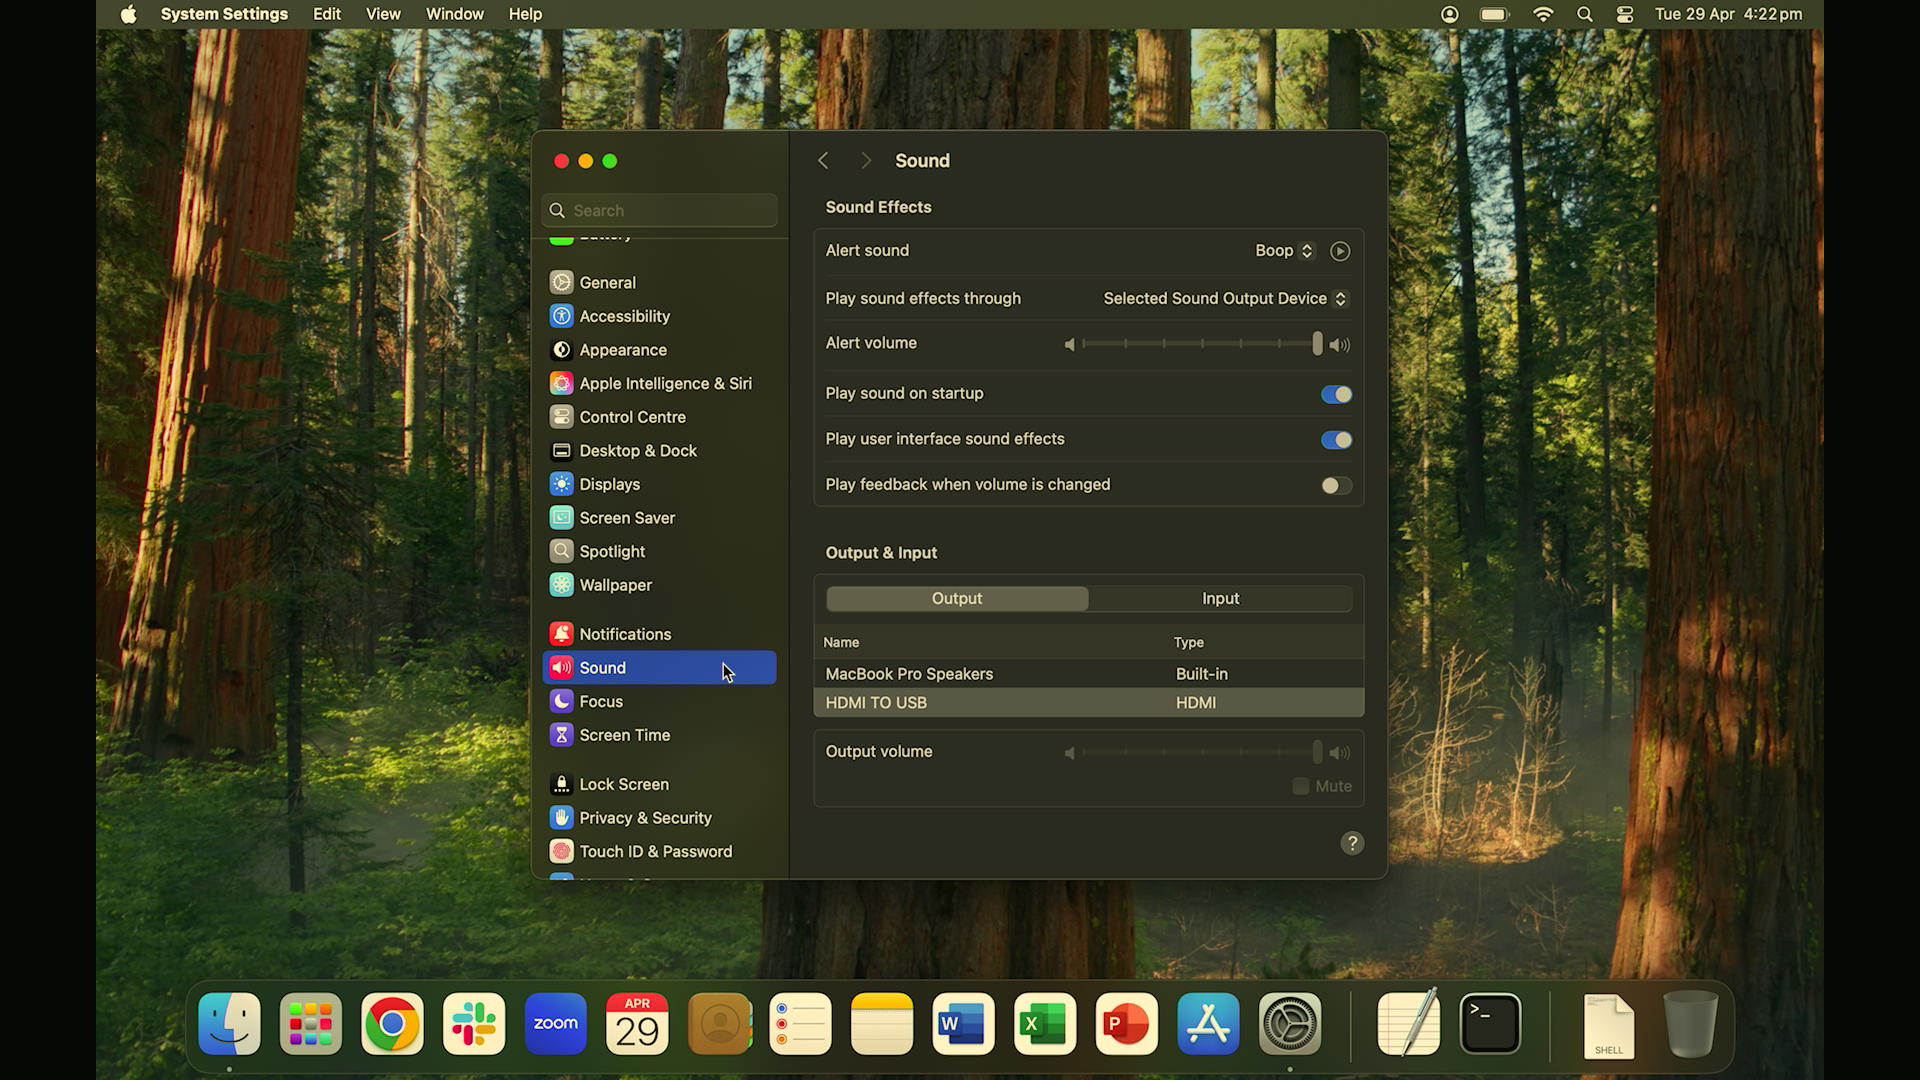 System Settings Edit View Window Help Tue 29 Apr 4:22 pm
Sound
Search
Sound Effects
Battery
Alert sound Boop
General
Play sound effects through Selected Sound Output Device
Accessibility
Alert volume
Appearance
Apple Intelligence & Siri
Play sound on startup
Control Centre
Play user interface sound effects
Desktop & Dock
Displays
Play feedback when volume is changed
Screen Saver
Spotlight
Output & Input
Wallpaper
Output Input
Notifications
Name Type
Sound
MacBook Pro Speakers Built-in
Focus
HDMI TO USB HDMI
Screen Time
Output volume
Lock Screen
Mute
Privacy & Security
Touch ID & Password
?
zoom
APR
29
W
X
P
>_
SHELL